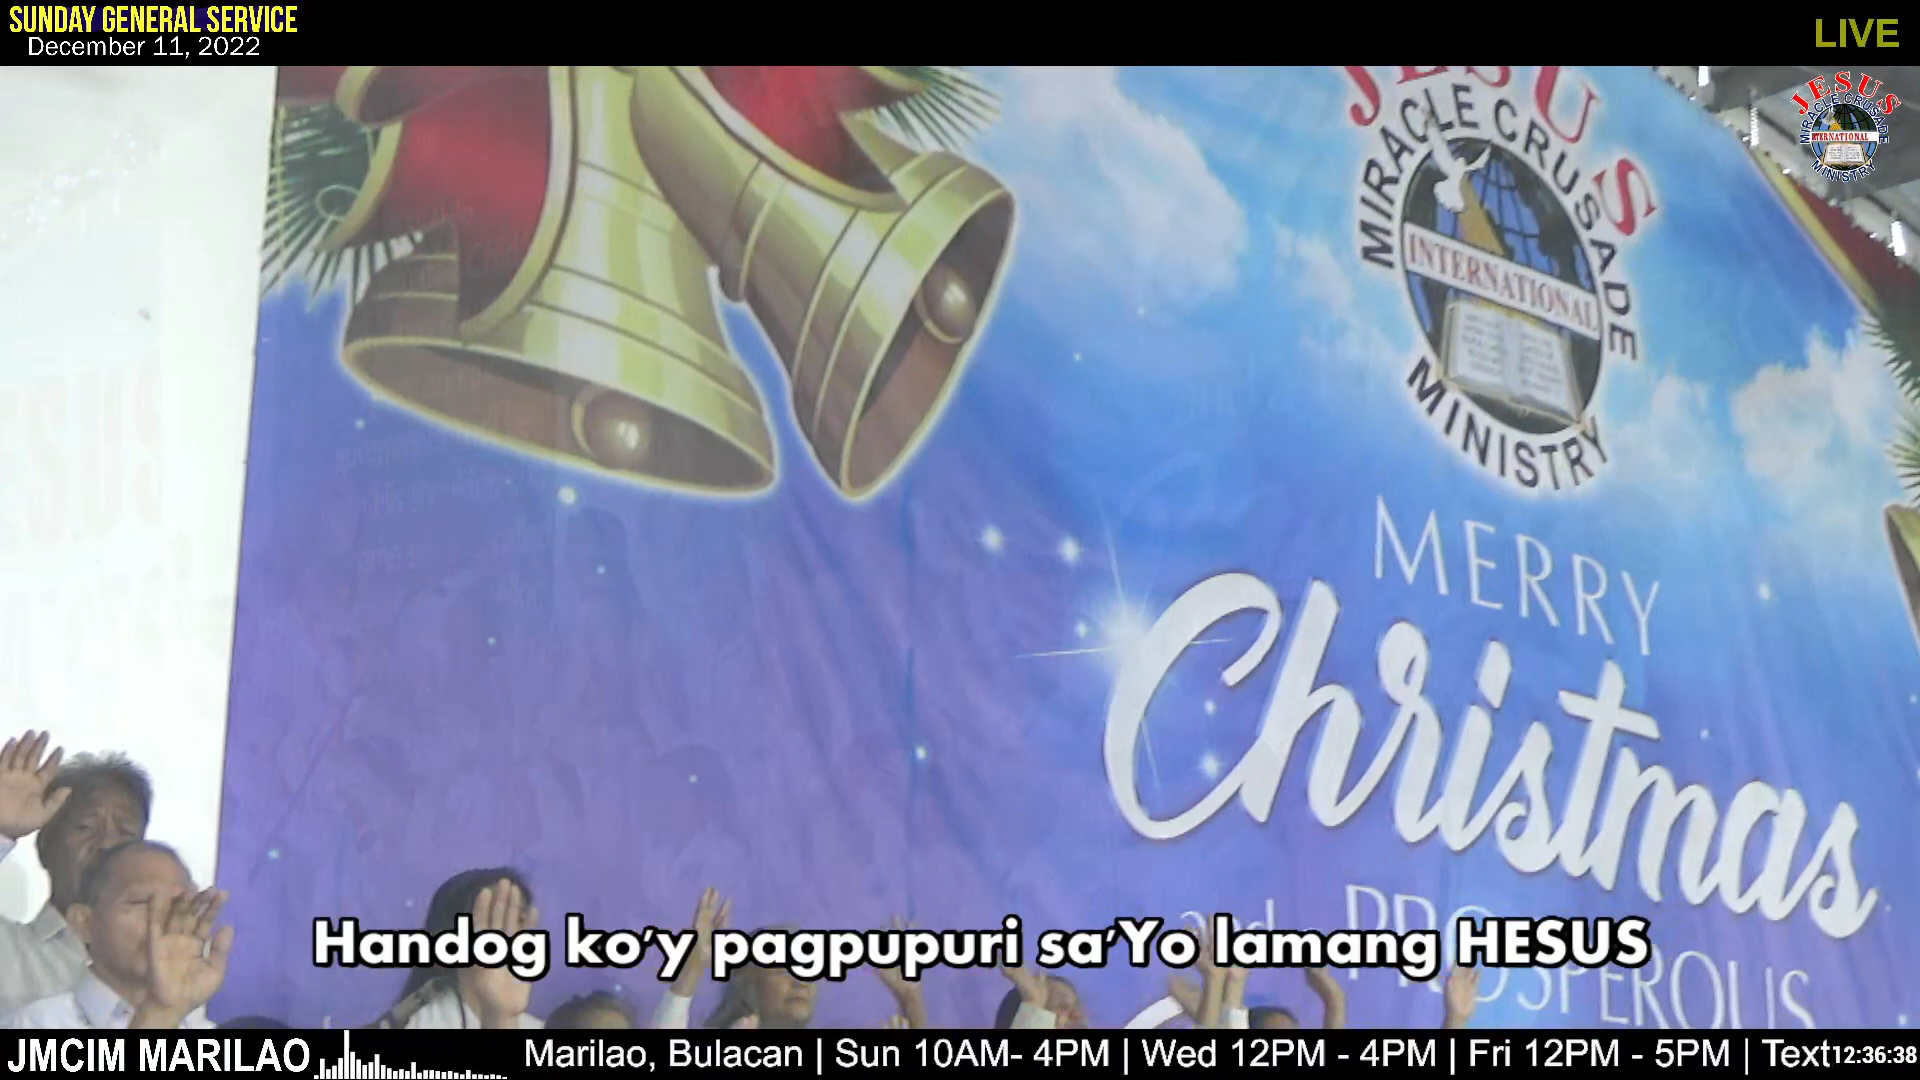 SUNDAY GENERAL SERVICE
December 11, 2022
LIVE
JESUS
MIRACLE CRUSADE
INTERNATIONAL
MINISTRY
JESUS
MIRACLE CRUSADE
INTERNATIONAL
MINISTRY
MERRY
Christmas
and PROSPEROUS
Handog ko'y pagpupuri sa'Yo lamang HESUS
JMCIM MARILAO
Marilao, Bulacan | Sun 10AM- 4PM | Wed 12PM - 4PM | Fri 12PM - 5PM | Text
12:36:38